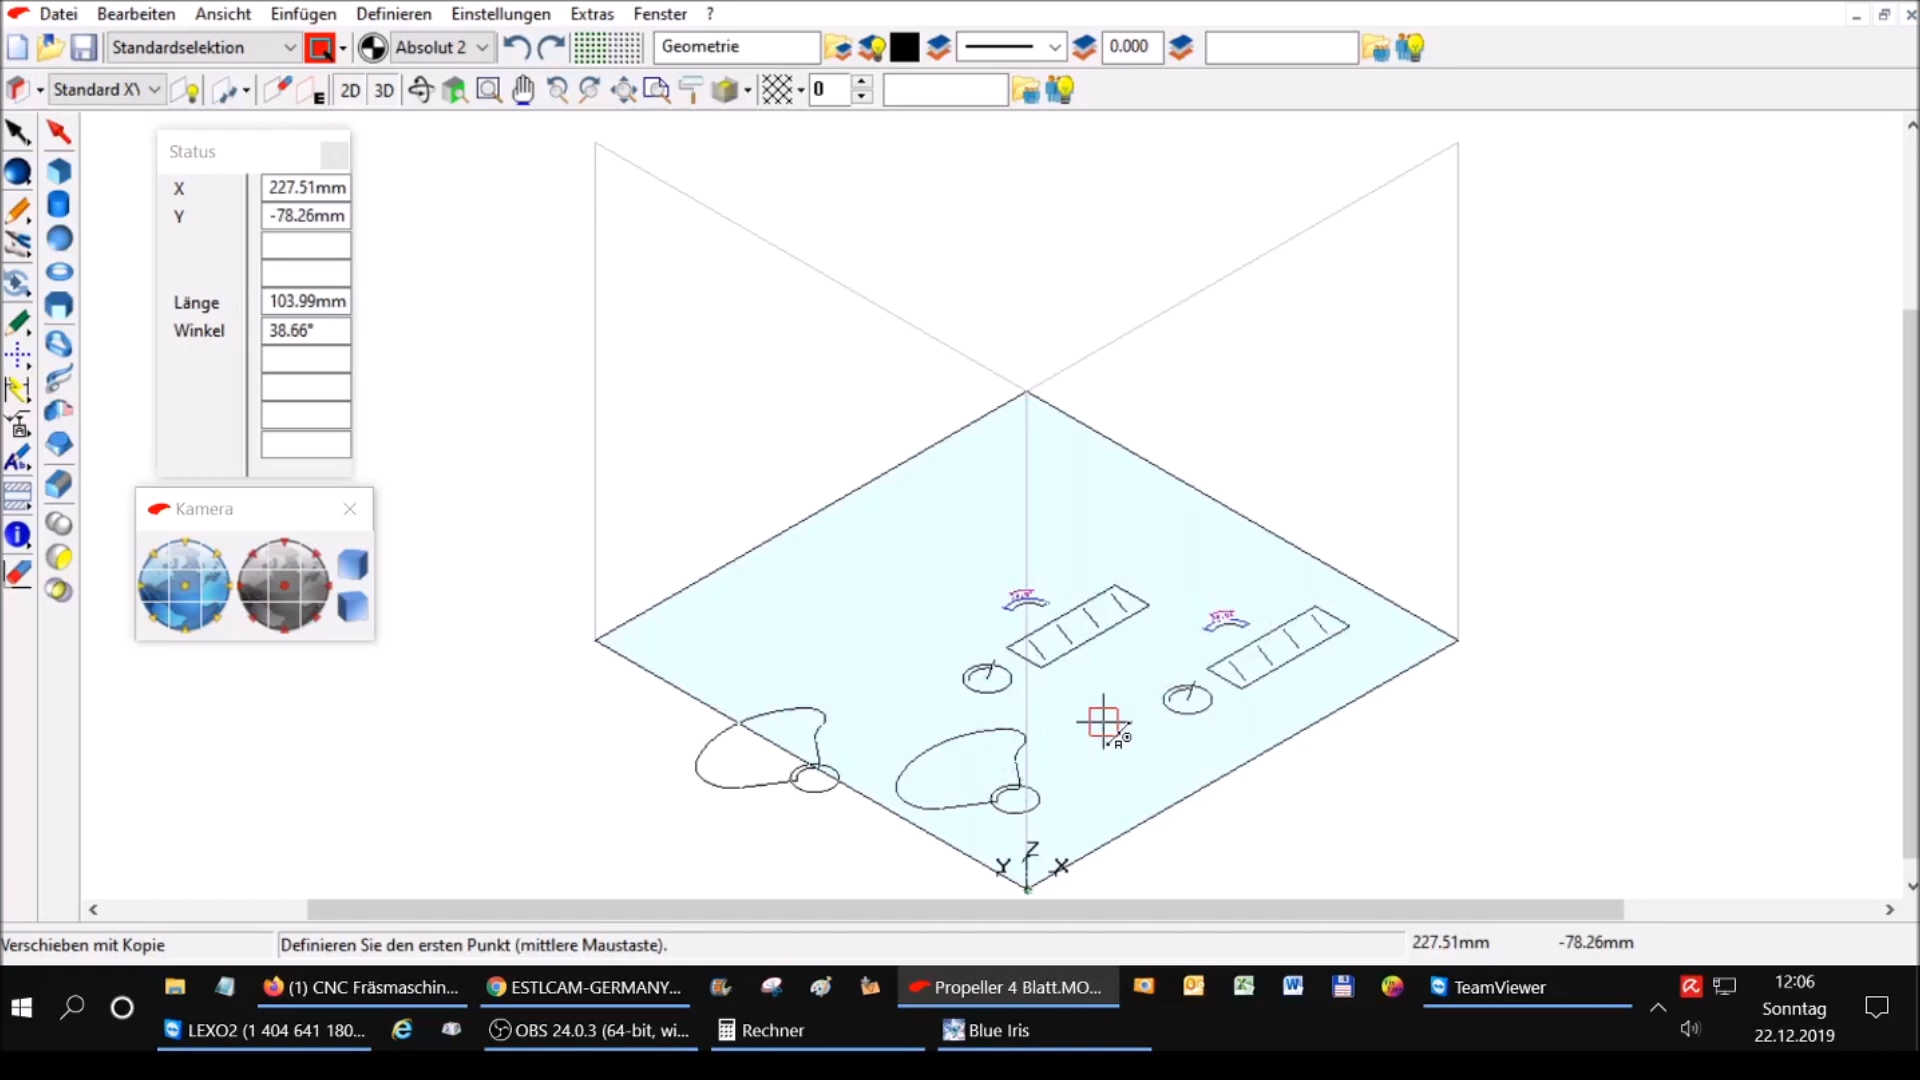 Datei Bearbeiten Ansicht Einfügen Definieren Einstellungen Extras Fenster ?
Standardselektion Absolut 2 Geometrie 0.000
Standard XY 2D 3D 0
Status
X 227.51mm
Y -78.26mm
Länge 103.99mm
Winkel 38.66°
Kamera
Y Z X
Verschieben mit Kopie Definieren Sie den ersten Punkt (mittlere Maustaste). 227.51mm -78.26mm
(1) CNC Fräsmaschin... ESTLCAM-GERMANY... Propeller 4 Blatt.MO... TeamViewer
LEXO2 (1 404 641 180... OBS 24.0.3 (64-bit, wi... Rechner Blue Iris
12:06
Sonntag
22.12.2019